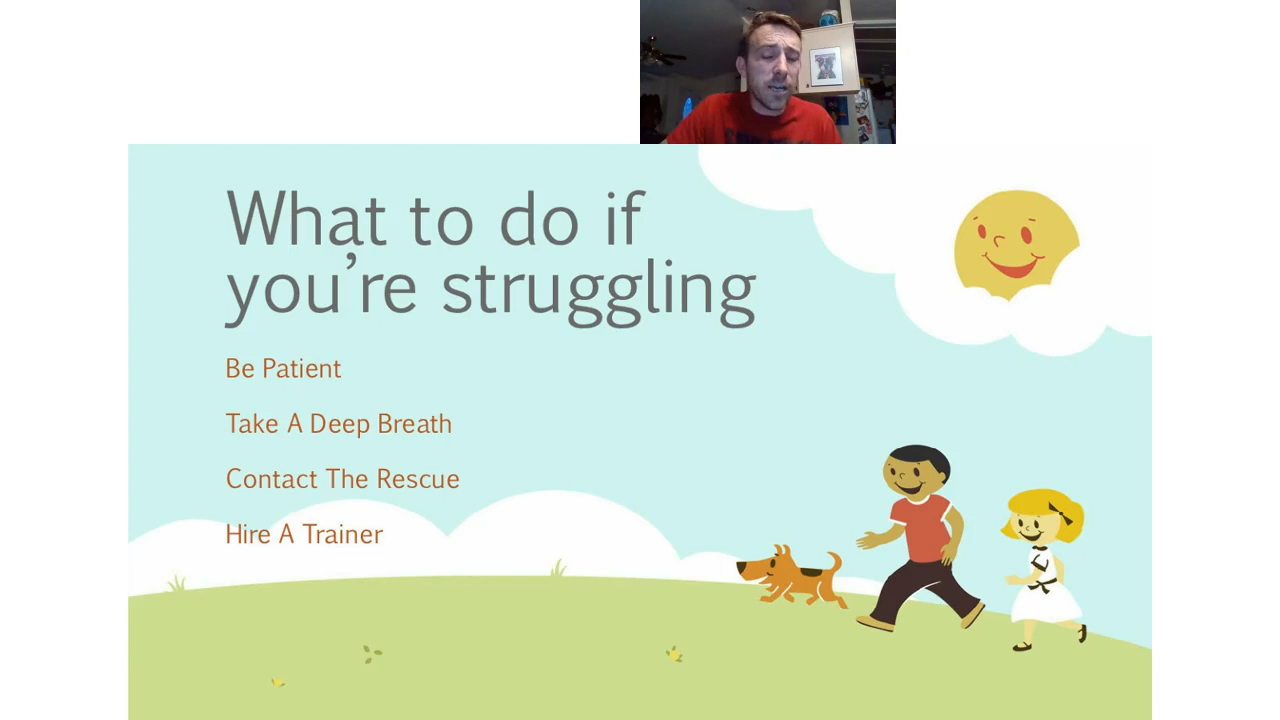 What to do if
you're struggling
Be Patient
Take A Deep Breath
Contact The Rescue
Hire A Trainer